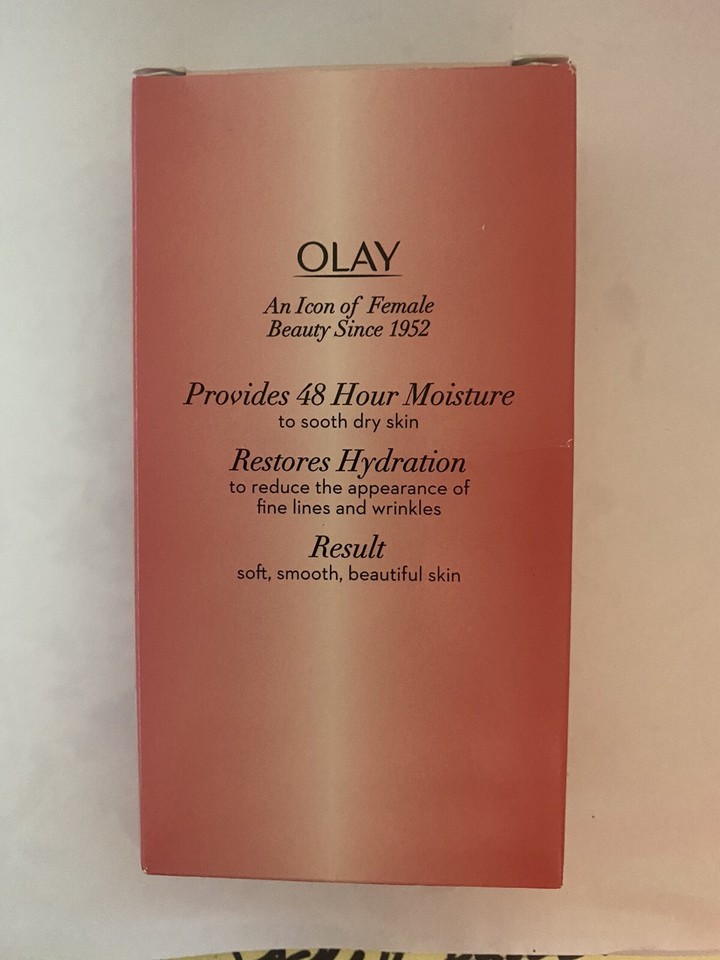 OLAY
An Icon of Female
Beauty Since 1952
Provides 48 Hour Moisture
to sooth dry skin
Restores Hydration
to reduce the appearance of
fine lines and wrinkles
Result
soft, smooth, beautiful skin